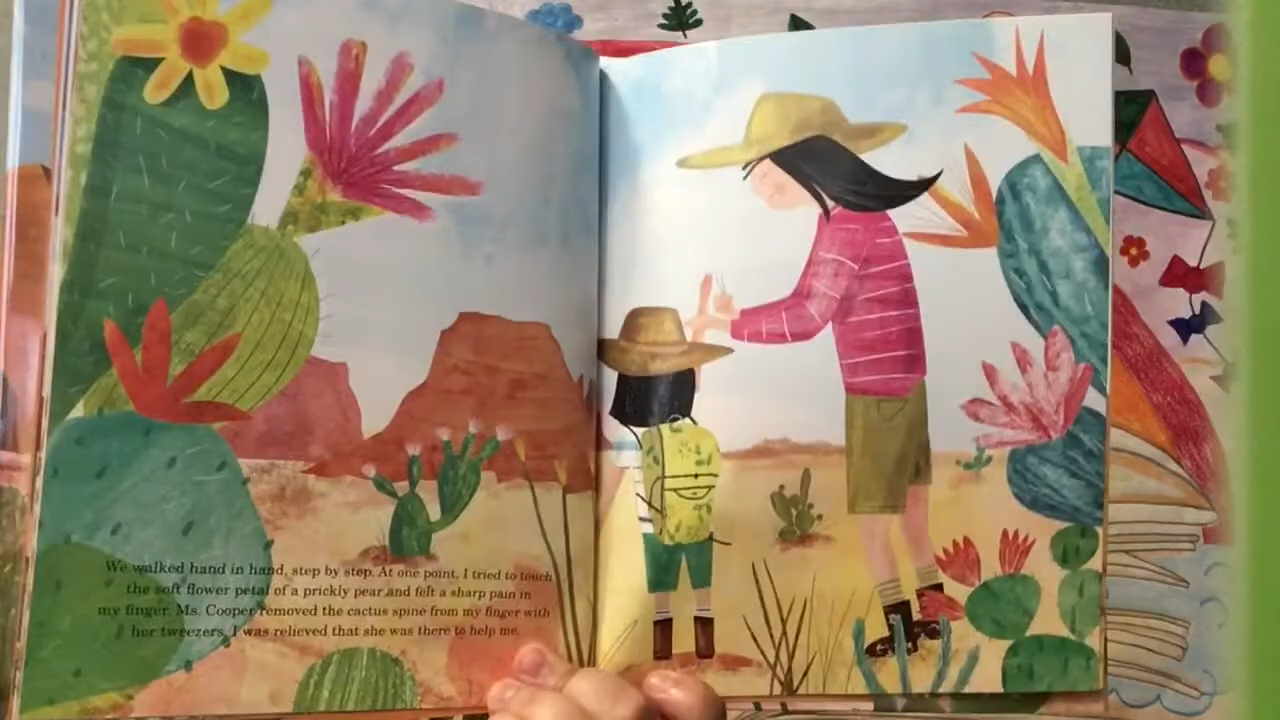 We walked hand in hand, step by step. At one point, I tried to touch
the soft flower petal of a prickly pear and felt a sharp pain in
my finger. Ms. Cooper removed the cactus spine from my finger with
her tweezers. I was relieved that she was there to help me.